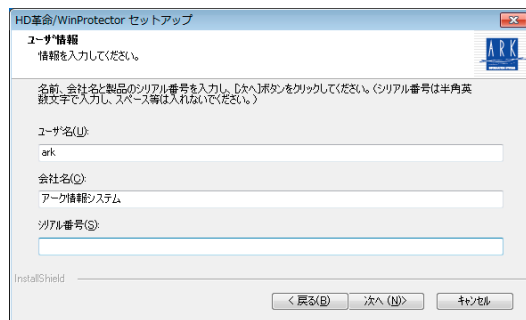 HD革命/WinProtector セットアップ
ユーザ情報
情報を入力してください。
ARK
名前、会社名と製品のシリアル番号を入力し、[次へ]ボタンをクリックしてください。（シリアル番号は半角英
数文字で入力し、スペース等は入れないでください。）
ユーザ名(U):
ark
会社名(C):
アーク情報システム
シリアル番号(S):
InstallShield
< 戻る(B)
次へ (N)>
キャンセル